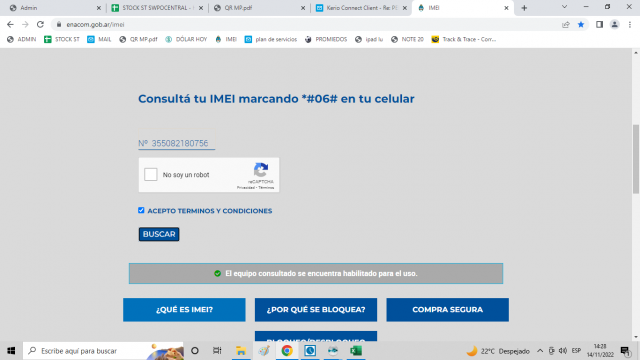 Admin
STOCK ST SWPOCENTRAL -
QR MP.pdf
Kerio Connect Client - Re: Pl
IMEI
enacom.gob.ar/imei
ADMIN
STOCK ST
MAIL
QR MP.pdf
DÓLAR HOY
IMEI
plan de servicios
PROMIEDOS
ipad lu
NOTE 20
Track & Trace - Corr...
Consultá tu IMEI marcando *#06# en tu celular
Nº 355082180756
No soy un robot
reCAPTCHA
Privacidad - Términos
ACEPTO TERMINOS Y CONDICIONES
BUSCAR
El equipo consultado se encuentra habilitado para el uso.
¿QUÉ ES IMEI?
¿POR QUÉ SE BLOQUEA?
COMPRA SEGURA
BLOQUEO/DESBLOQUEO
Escribe aquí para buscar
22°C Despejado
ESP
14:28
14/11/2022